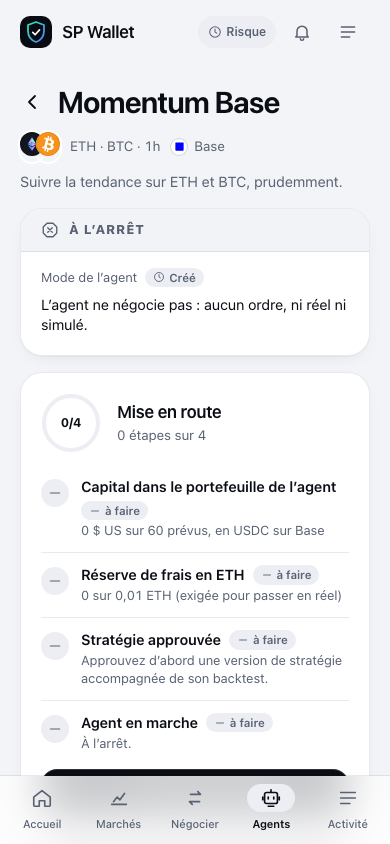 SP Wallet
Risque
Momentum Base
ETH · BTC · 1h Base
Suivre la tendance sur ETH et BTC, prudemment.
À L’ARRÊT
Mode de l’agent Créé
L’agent ne négocie pas : aucun ordre, ni réel ni
simulé.
0/4
Mise en route
0 étapes sur 4
Capital dans le portefeuille de l’agent
à faire
0 $ US sur 60 prévus, en USDC sur Base
Réserve de frais en ETH à faire
0 sur 0,01 ETH (exigée pour passer en réel)
Stratégie approuvée à faire
Approuvez d’abord une version de stratégie
accompagnée de son backtest.
Agent en marche à faire
À l’arrêt.
Accueil Marchés Négocier Agents Activité